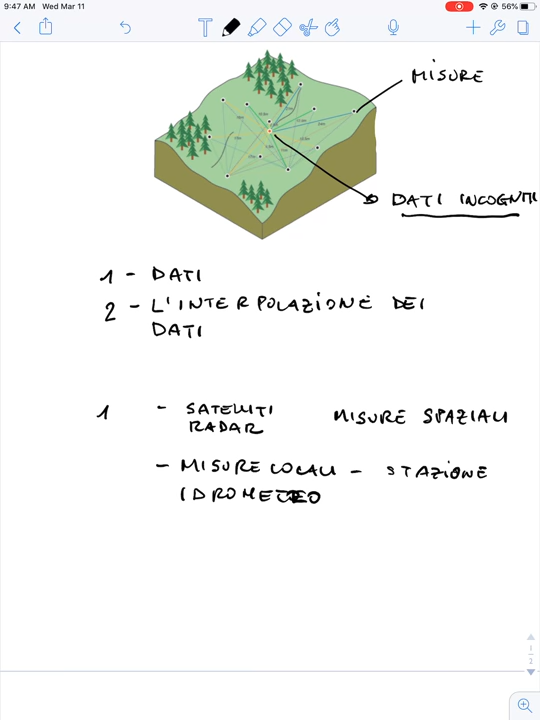 9:47 AM Wed Mar 11
56%
MISURE
DATI INCOGNITI
1 - DATI
2 - L'INTERPOLAZIONE DEI
DATI
1 - SATELLITI MISURE SPAZIALI
RADAR
- MISURE LOCALI - STAZIONE
IDROMETEO
1
2